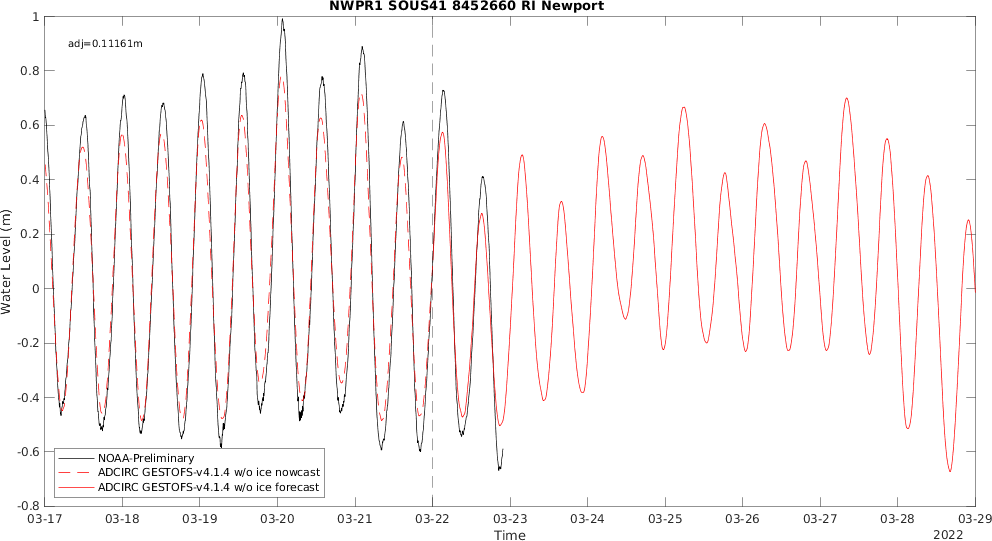 NWPR1 SOUS41 8452660 RI Newport
adj=0.11161m
Water Level (m)
1
0.8
0.6
0.4
0.2
0
-0.2
-0.4
-0.6
-0.8
NOAA-Preliminary
ADCIRC GESTOFS-v4.1.4 w/o ice nowcast
ADCIRC GESTOFS-v4.1.4 w/o ice forecast
03-17 03-18 03-19 03-20 03-21 03-22 03-23 03-24 03-25 03-26 03-27 03-28 03-29
Time
2022